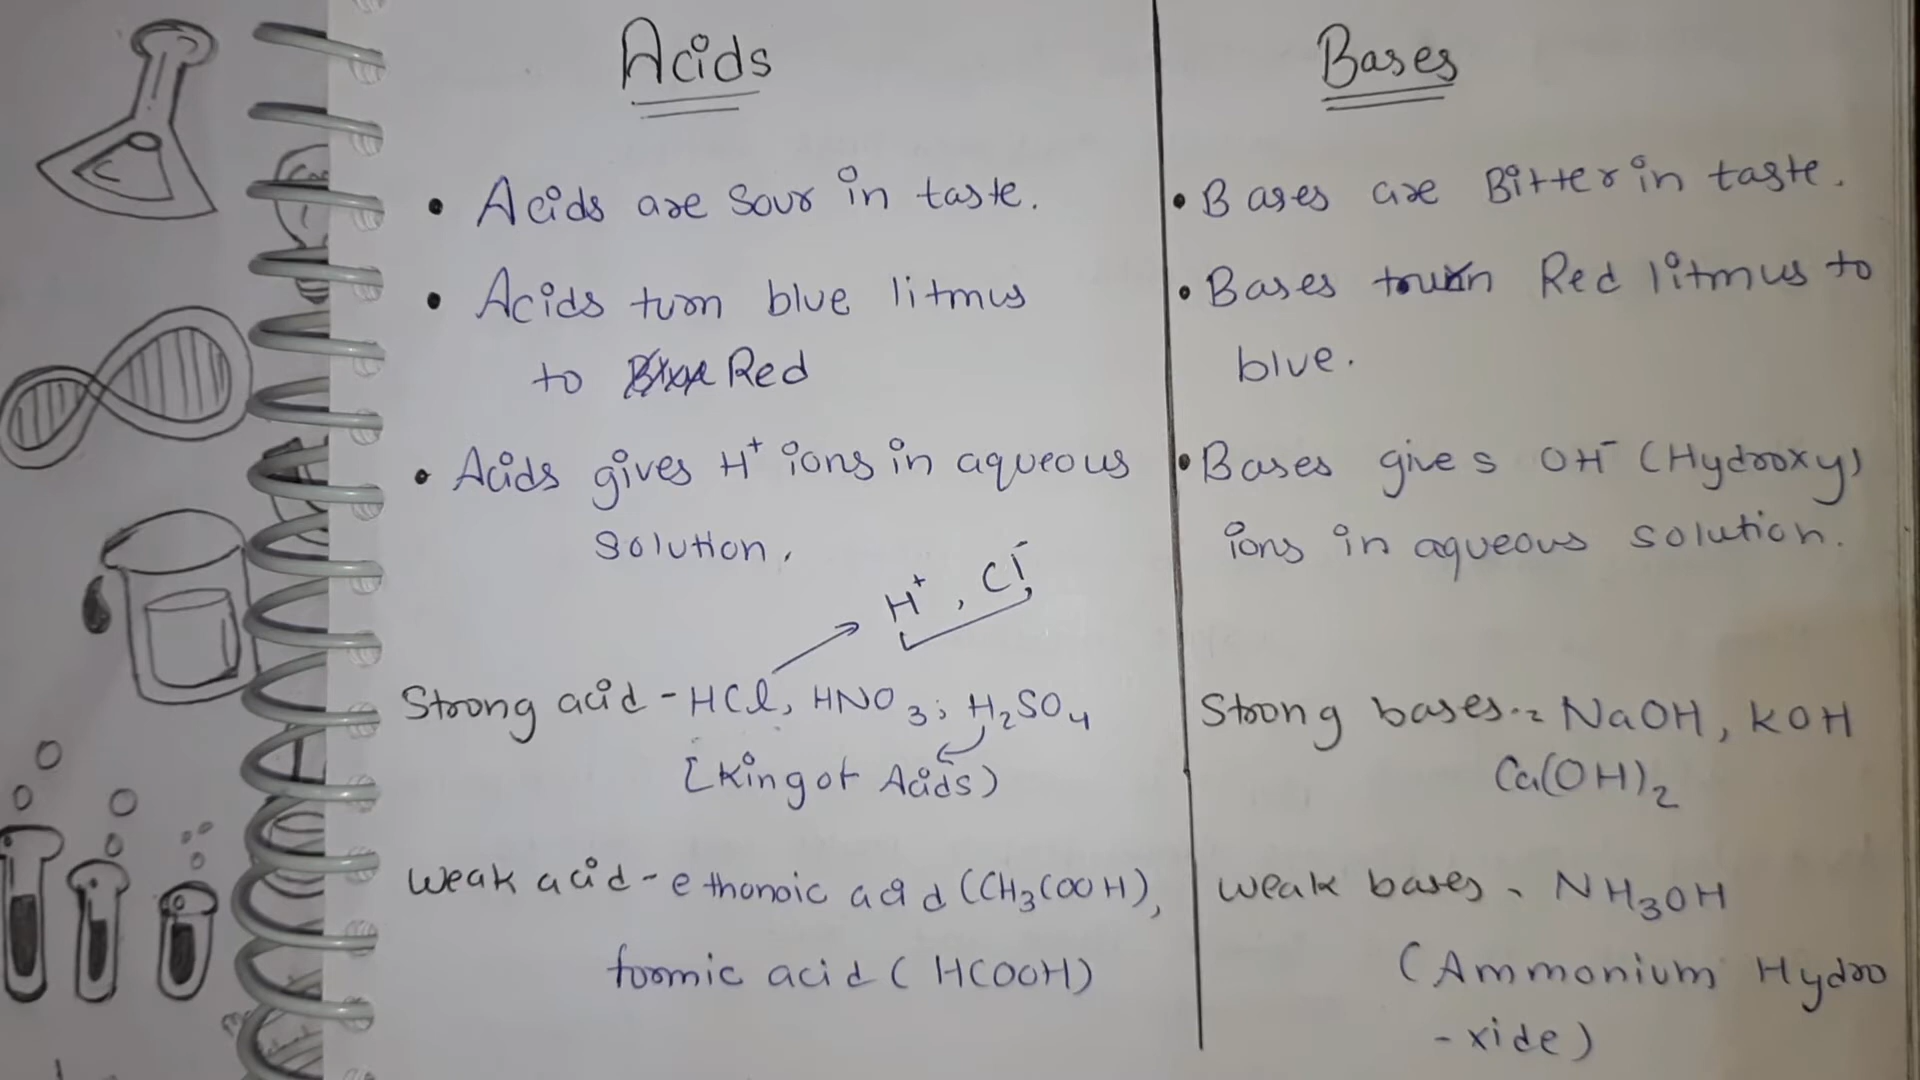 Acids
• Acids are Sour in taste.
• Acids turn blue litmus
to Red
• Acids gives H⁺ ions in aqueous
solution.
H⁺, Cl⁻
Strong acid - HCl, HNO₃, H₂SO₄
[King of Acids)
Weak acid - ethanoic acid (CH₃COOH),
formic acid (HCOOH)
Bases
• Bases are Bitter in taste.
• Bases turn Red litmus to
blue.
• Bases gives OH⁻ (Hydroxy)
ions in aqueous solution.
Strong bases - NaOH, KOH
Ca(OH)₂
Weak bases - NH₃OH
(Ammonium Hydro
-xide)